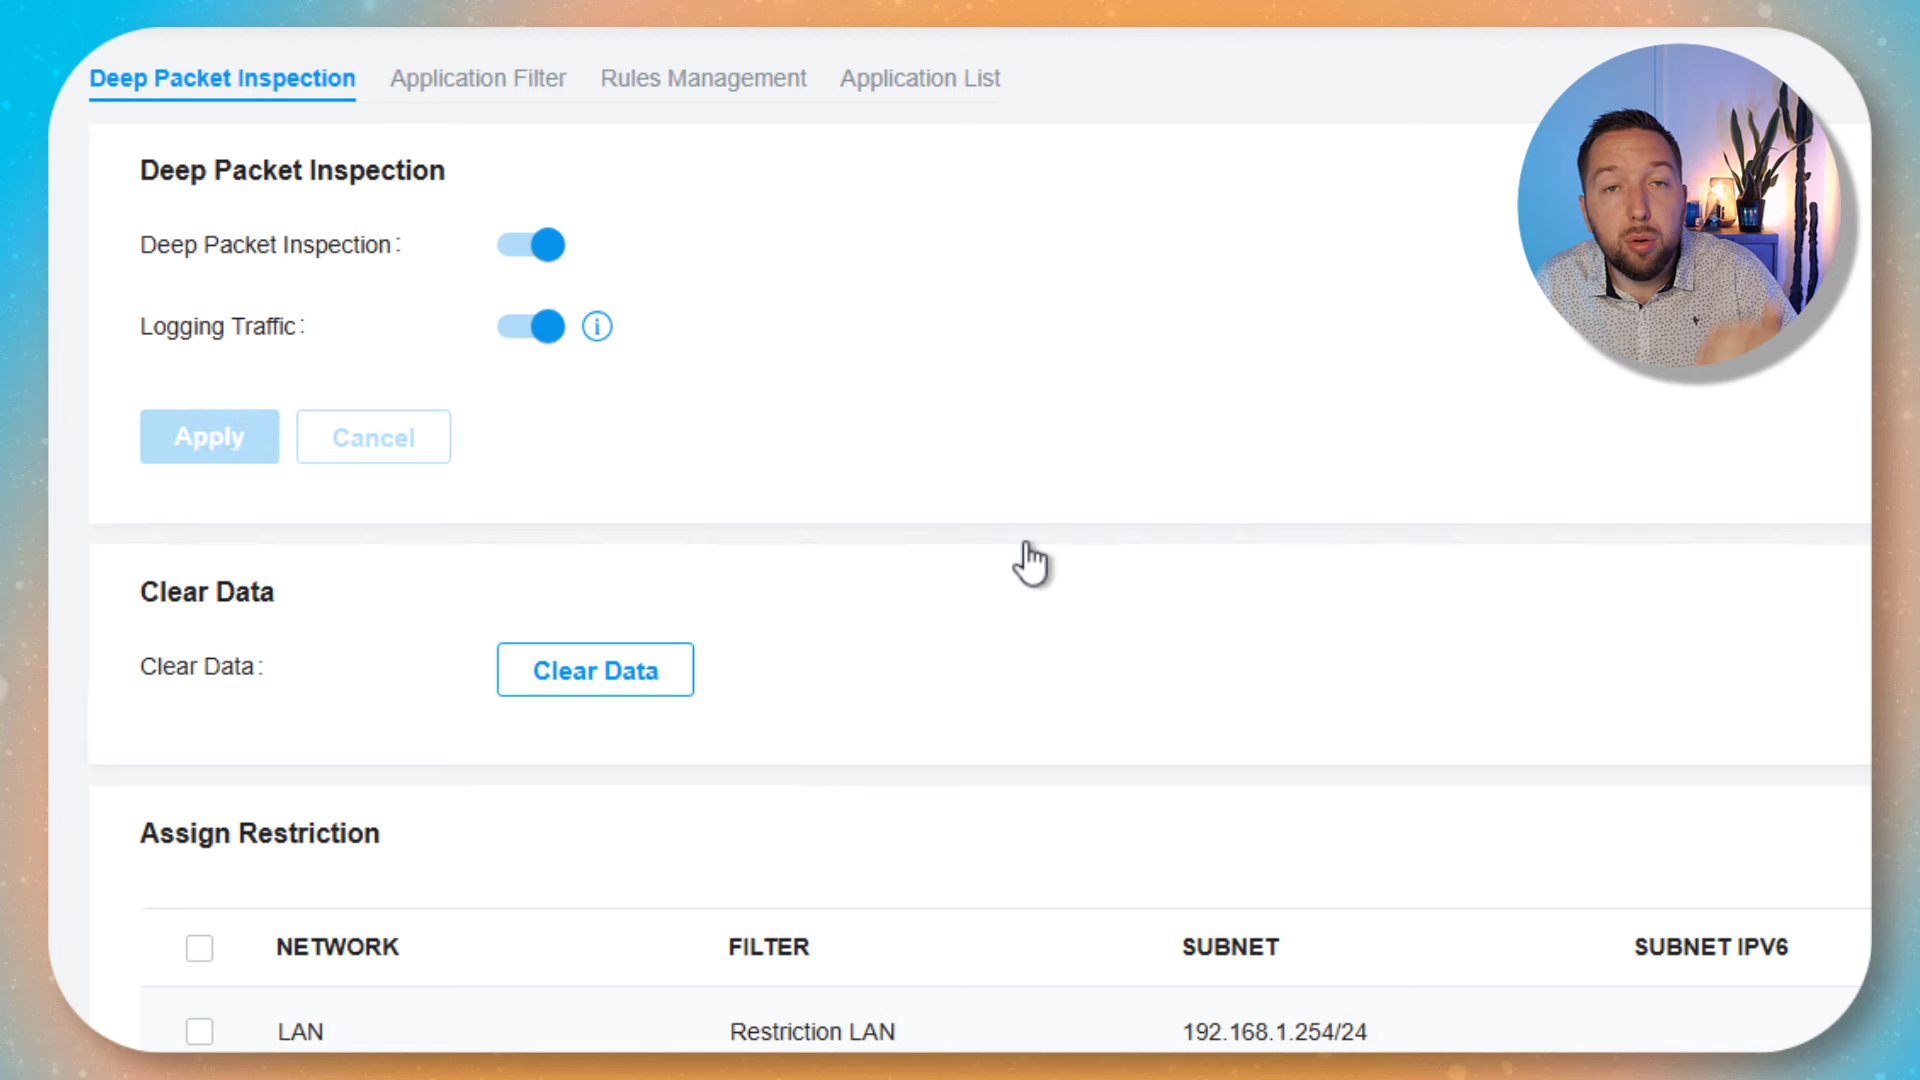 Deep Packet Inspection Application Filter Rules Management Application List
Deep Packet Inspection
Deep Packet Inspection :
Logging Traffic :
Apply Cancel
Clear Data
Clear Data : Clear Data
Assign Restriction
NETWORK FILTER SUBNET SUBNET IPV6
LAN Restriction LAN 192.168.1.254/24